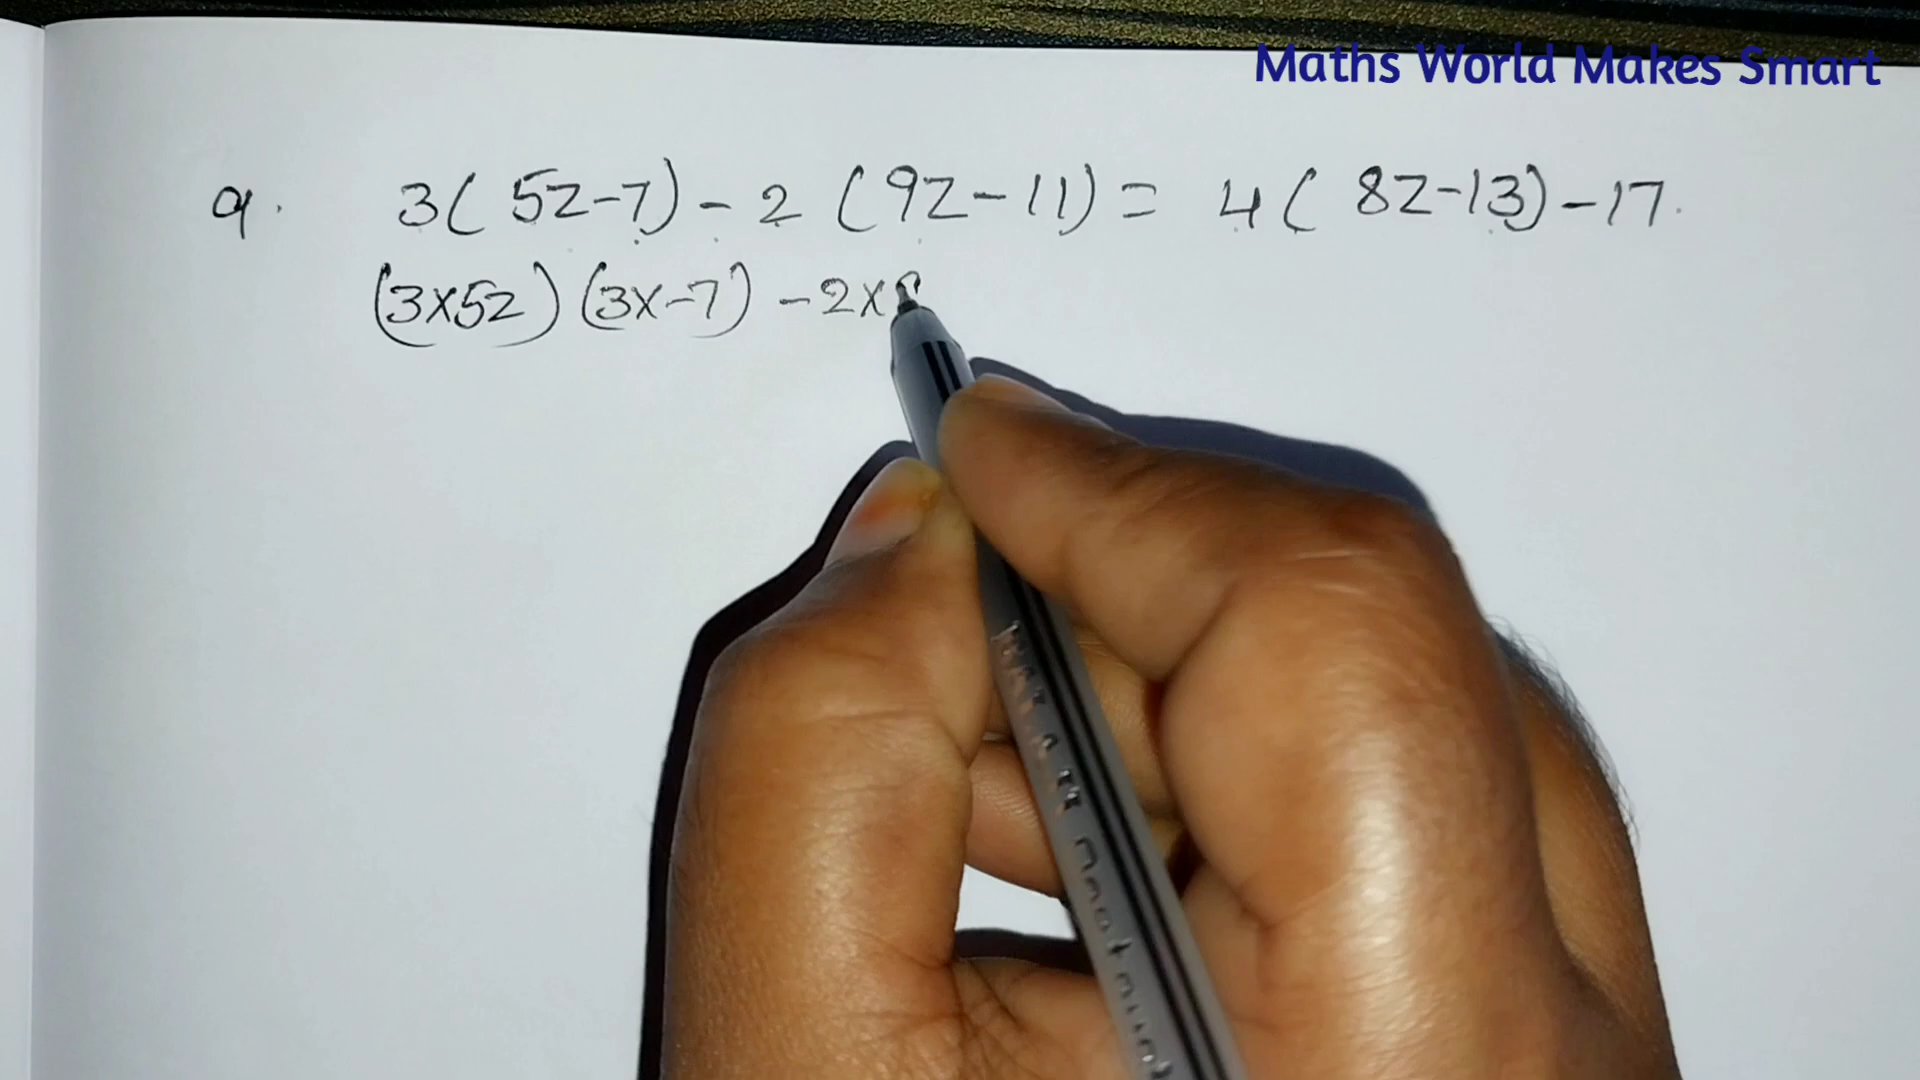 Maths World Makes Smart
9. 3(5z-7)-2(9z-11)= 4(8z-13)-17.
(3x5z)(3x-7) -2x